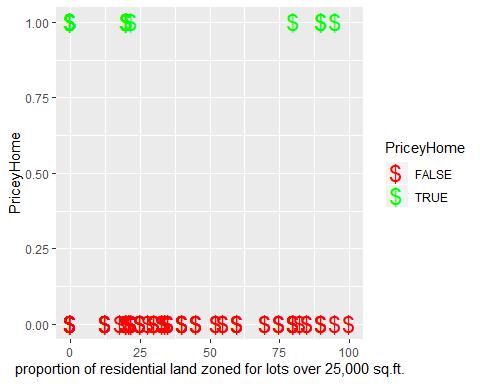 1.00
0.75
0.50
0.25
0.00
PriceyHome
0
25
50
75
100
proportion of residential land zoned for lots over 25,000 sq.ft.
PriceyHome
$ FALSE
$ TRUE